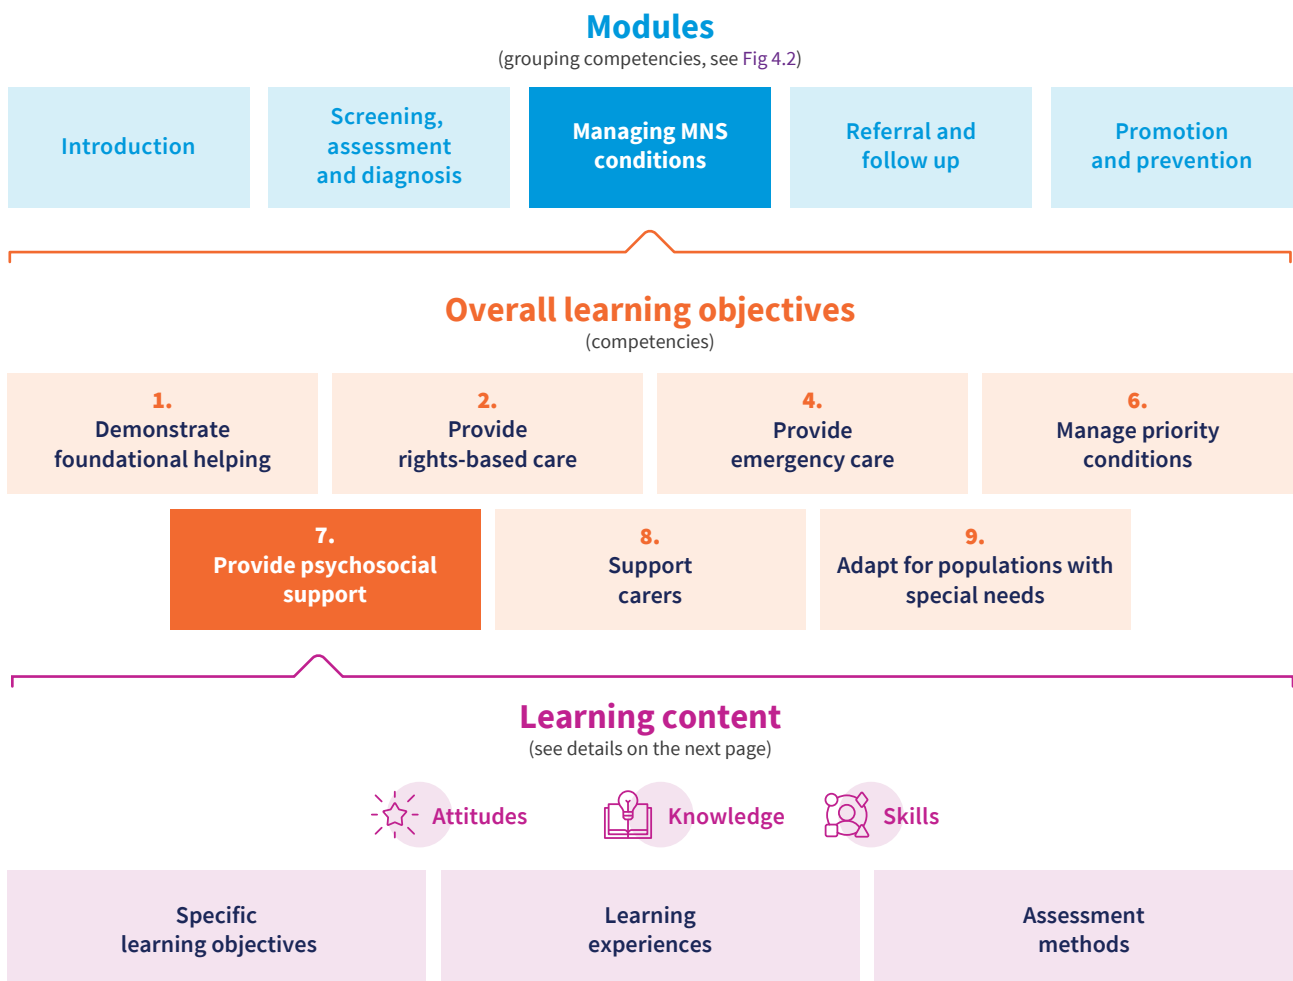 Modules
(grouping competencies, see Fig 4.2)
Introduction
Screening,
assessment
and diagnosis
Managing MNS
conditions
Referral and
follow up
Promotion
and prevention
Overall learning objectives
(competencies)
1.
Demonstrate
foundational helping
2.
Provide
rights-based care
4.
Provide
emergency care
6.
Manage priority
conditions
7.
Provide psychosocial
support
8.
Support
carers
9.
Adapt for populations with
special needs
Learning content
(see details on the next page)
Attitudes
Knowledge
Skills
Specific
learning objectives
Learning
experiences
Assessment
methods